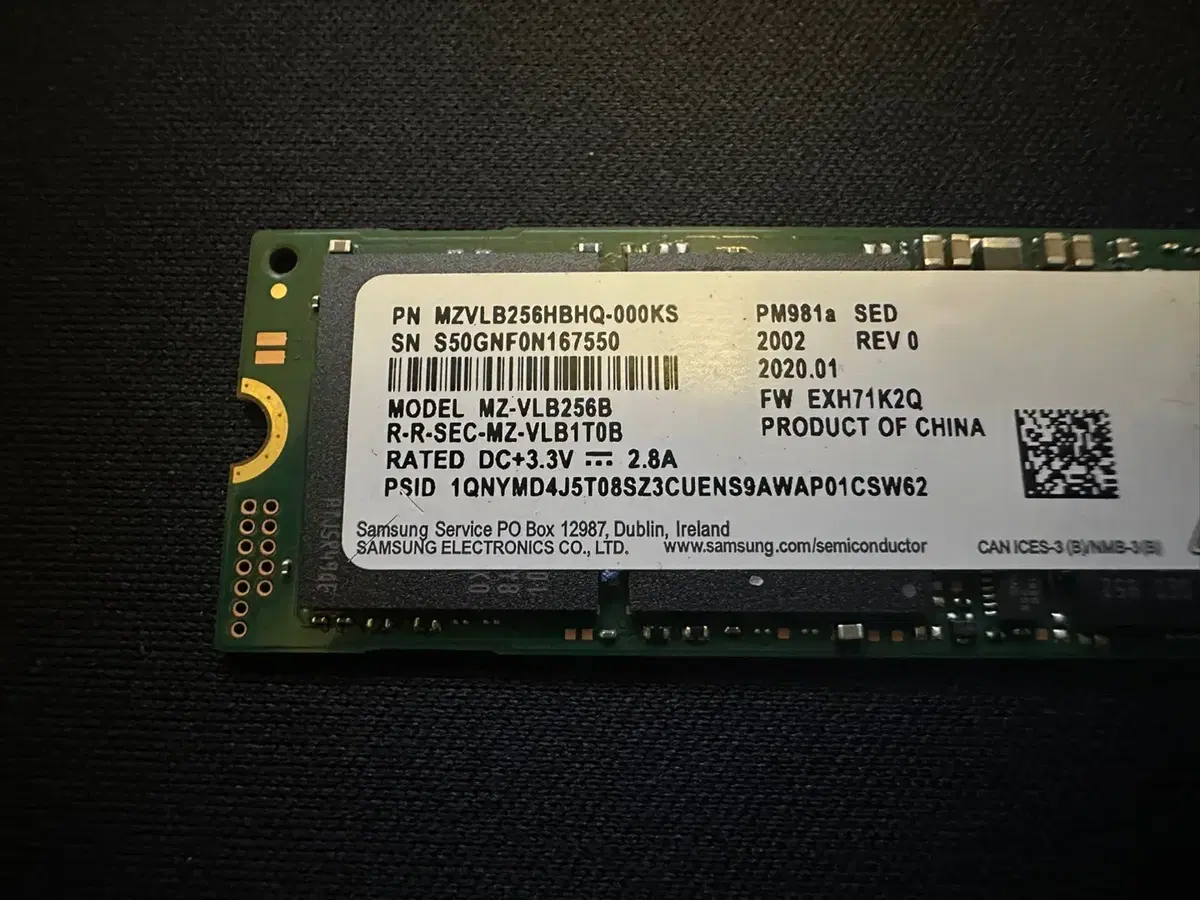 PN MZVLB256HBHQ-000KS
SN S50GNF0N167550
MODEL MZ-VLB256B
R-R-SEC-MZ-VLB1T0B
RATED DC+3.3V ⎓ 2.8A
PSID 1QNYMD4J5T08SZ3CUENS9AWAP01CSW62
PM981a SED
2002 REV 0
2020.01
FW EXH71K2Q
PRODUCT OF CHINA
Samsung Service PO Box 12987, Dublin, Ireland
SAMSUNG ELECTRONICS CO., LTD. www.samsung.com/semiconductor
CAN ICES-3 (B)/NMB-3(B)